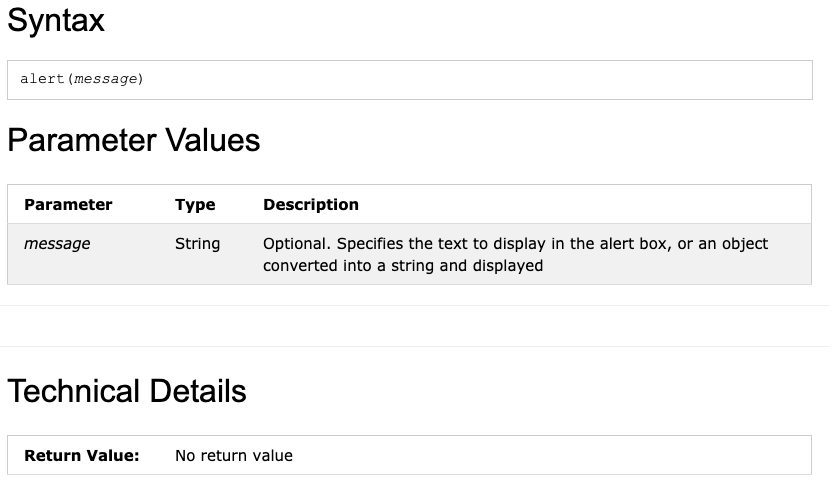 Syntax
alert(message)
Parameter Values
Parameter Type Description
message String Optional. Specifies the text to display in the alert box, or an object
converted into a string and displayed
Technical Details
Return Value: No return value